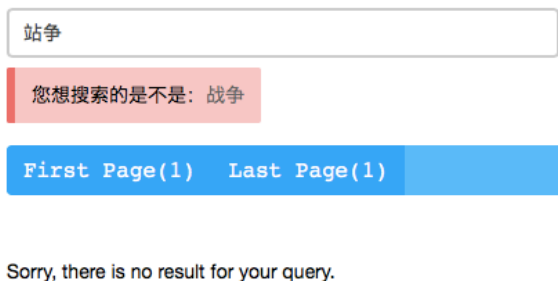 站争
您想搜索的是不是：战争
First Page(1) Last Page(1)
Sorry, there is no result for your query.